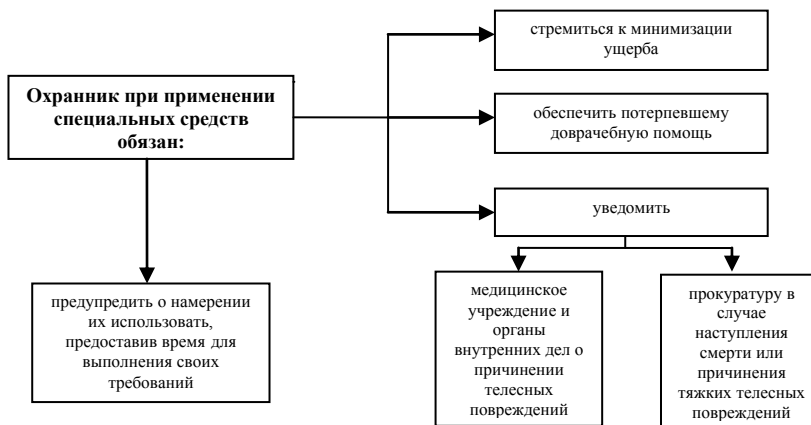 стремиться к минимизации
ущерба
Охранник при применении
специальных средств
обязан:
обеспечить потерпевшему
доврачебную помощь
уведомить
предупредить о намерении
их использовать,
предоставив время для
выполнения своих
требований
медицинское
учреждение и
органы
внутренних дел о
причинении
телесных
повреждений
прокуратуру в
случае
наступления
смерти или
причинения
тяжких телесных
повреждений